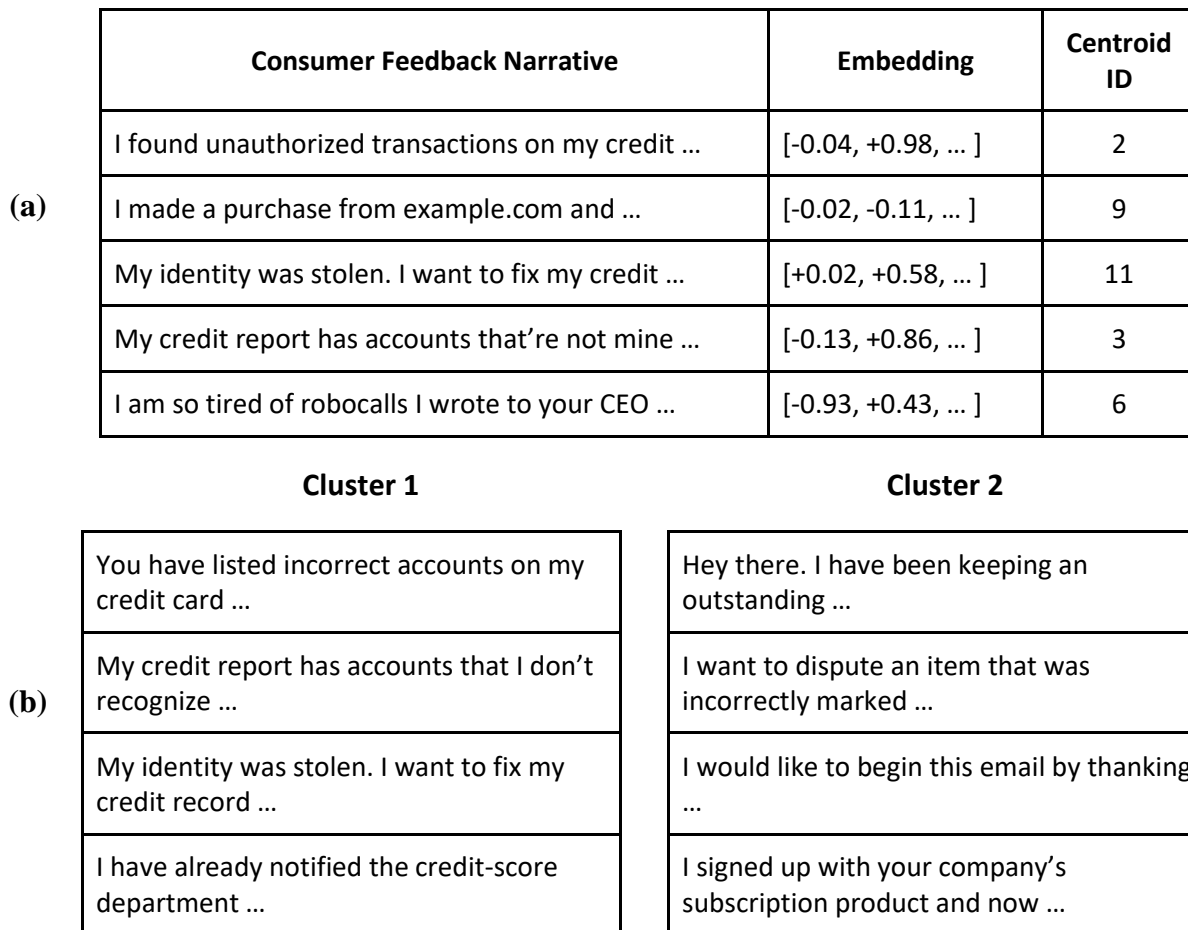 Consumer Feedback Narrative Embedding Centroid ID
I found unauthorized transactions on my credit … [-0.04, +0.98, … ] 2
(a)
I made a purchase from example.com and … [-0.02, -0.11, … ] 9
My identity was stolen. I want to fix my credit … [+0.02, +0.58, … ] 11
My credit report has accounts that’re not mine … [-0.13, +0.86, … ] 3
I am so tired of robocalls I wrote to your CEO … [-0.93, +0.43, … ] 6
(b)
Cluster 1
You have listed incorrect accounts on my
credit card …
My credit report has accounts that I don’t
recognize …
My identity was stolen. I want to fix my
credit record …
I have already notified the credit-score
department …
Cluster 2
Hey there. I have been keeping an
outstanding …
I want to dispute an item that was
incorrectly marked …
I would like to begin this email by thanking
…
I signed up with your company’s
subscription product and now …